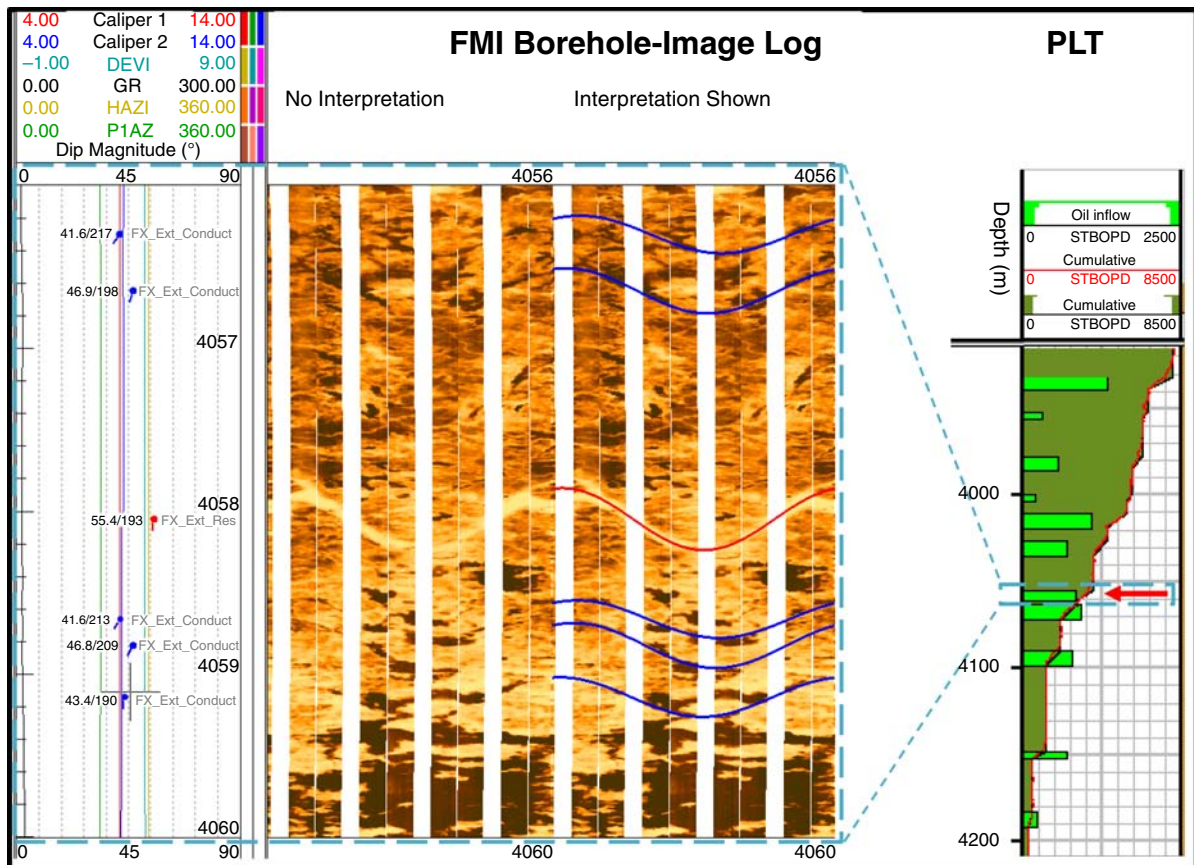 4.00 Caliper 1 14.00
4.00 Caliper 2 14.00
−1.00 DEVI 9.00
0.00 GR 300.00
0.00 HAZI 360.00
0.00 P1AZ 360.00
Dip Magnitude (°)
0 45 90
FMI Borehole-Image Log
No Interpretation Interpretation Shown
4056 4056
41.6/217 FX_Ext_Conduct
46.9/198 FX_Ext_Conduct
4057
4058
55.4/193 FX_Ext_Res
41.6/213 FX_Ext_Conduct
46.8/209 FX_Ext_Conduct
4059
43.4/190 FX_Ext_Conduct
4060
0 45 90
4060 4060
PLT
Depth (m)
Oil inflow
0 STBOPD 2500
Cumulative
0 STBOPD 8500
Cumulative
0 STBOPD 8500
4000
4100
4200